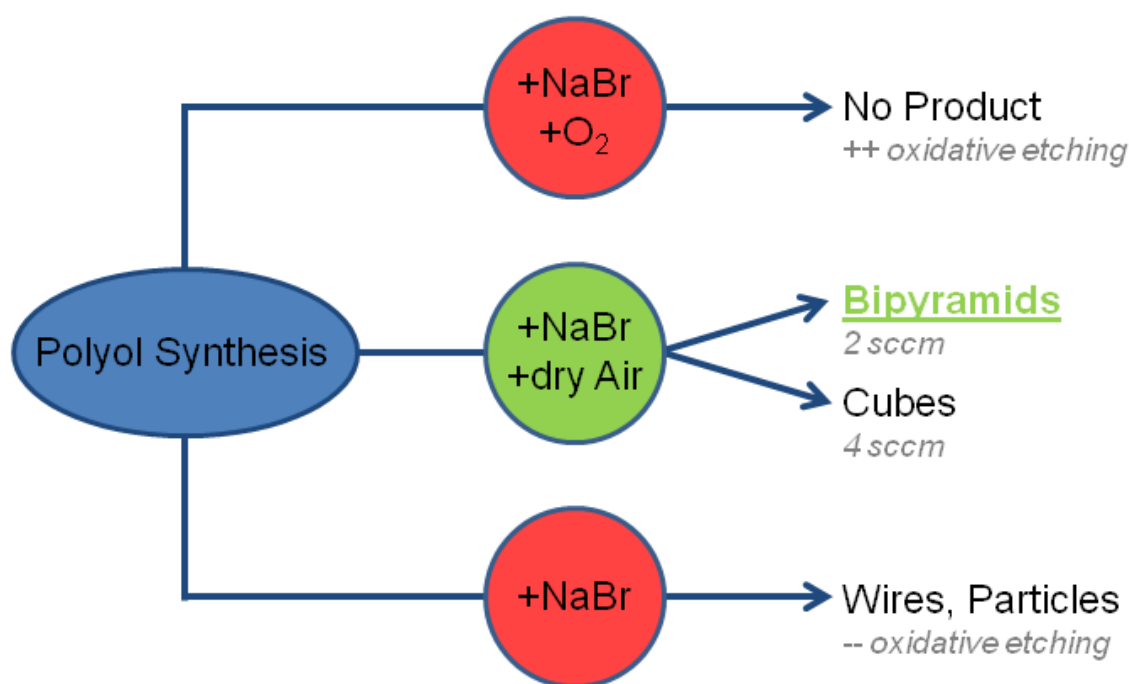 +NaBr
+O₂
No Product
++ oxidative etching
Polyol Synthesis
+NaBr
+dry Air
Bipyramids
2 sccm
Cubes
4 sccm
+NaBr
Wires, Particles
-- oxidative etching